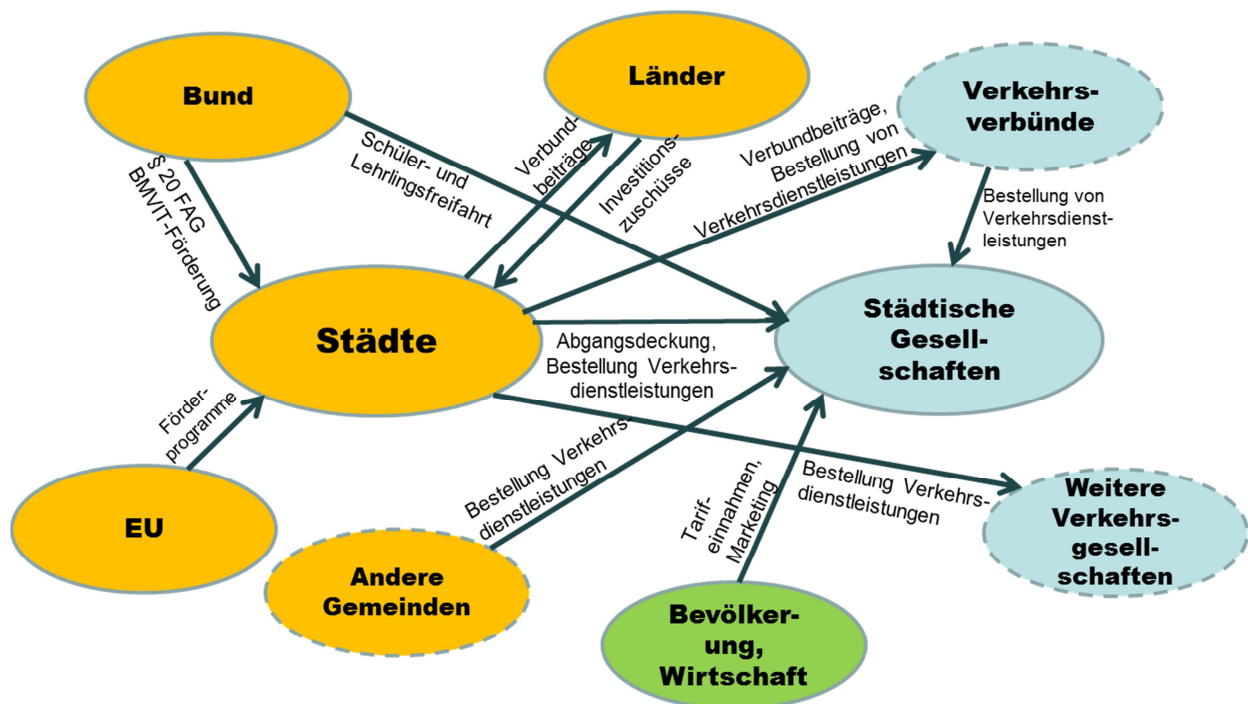 Bund
Länder
Verkehrs-
verbünde
§ 20 FAG
BMVIT-Förderung
Schüler- und
Lehrlingsfreifahrt
Verbund-
beiträge
Investitions-
zuschüsse
Verbundbeiträge,
Bestellung von
Verkehrsdienstleistungen
Bestellung von
Verkehrsdienst-
leistungen
Städte
Städtische
Gesell-
schaften
Abgangsdeckung,
Bestellung Verkehrs-
dienstleistungen
Förder-
programme
EU
Bestellung Verkehrs-
dienstleistungen
Andere
Gemeinden
Tarif-
einnahmen,
Marketing
Bestellung Verkehrs-
dienstleistungen
Weitere
Verkehrs-
gesell-
schaften
Bevölker-
ung,
Wirtschaft